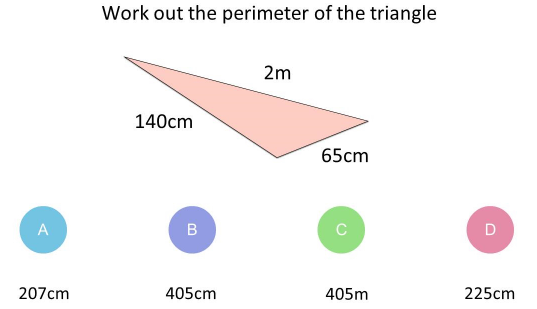 Work out the perimeter of the triangle
2m
140cm
65cm
A
B
C
D
207cm
405cm
405m
225cm